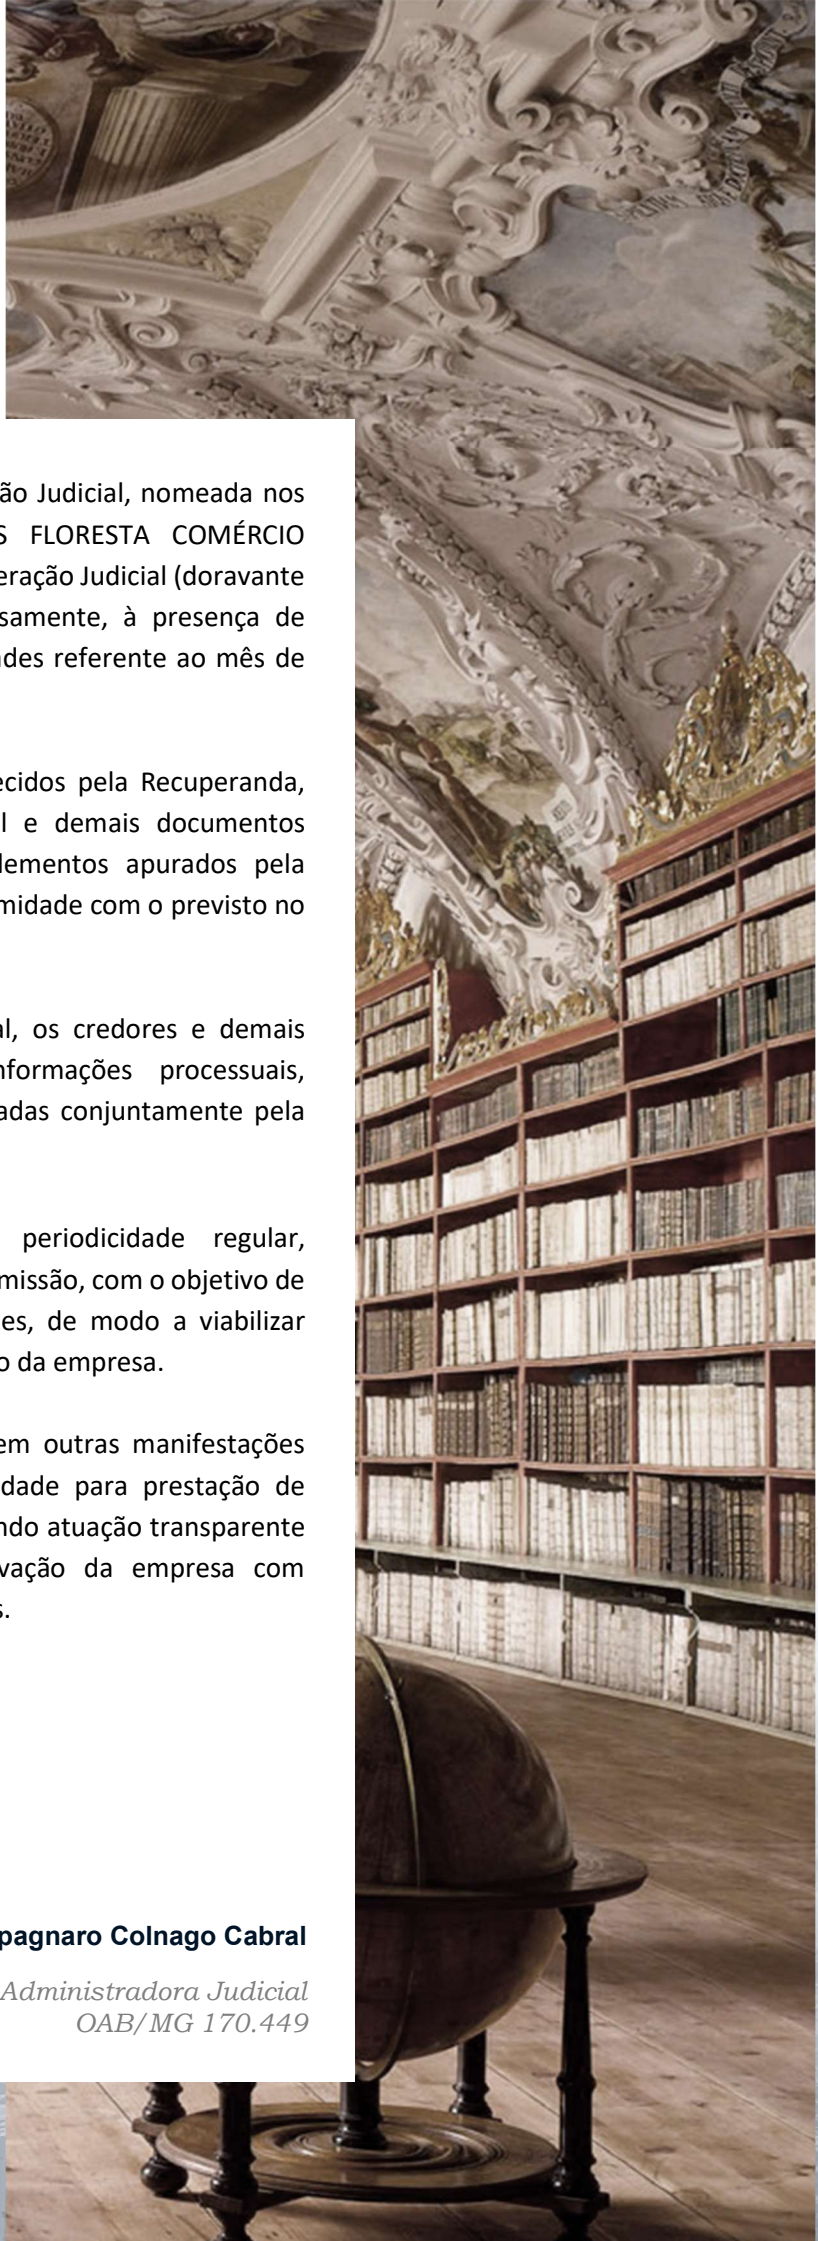 ão Judicial, nomeada nos
S FLORESTA COMÉRCIO
eração Judicial (doravante
samente, à presença de
des referente ao mês de
ecidos pela Recuperanda,
l e demais documentos
lementos apurados pela
midade com o previsto no
al, os credores e demais
nformações processuais,
adas conjuntamente pela
periodicidade regular,
missão, com o objetivo de
es, de modo a viabilizar
o da empresa.
em outras manifestações
dade para prestação de
ndo atuação transparente
vação da empresa com
s.
pagnaro Colnago Cabral
Administradora Judicial
OAB/MG 170.449